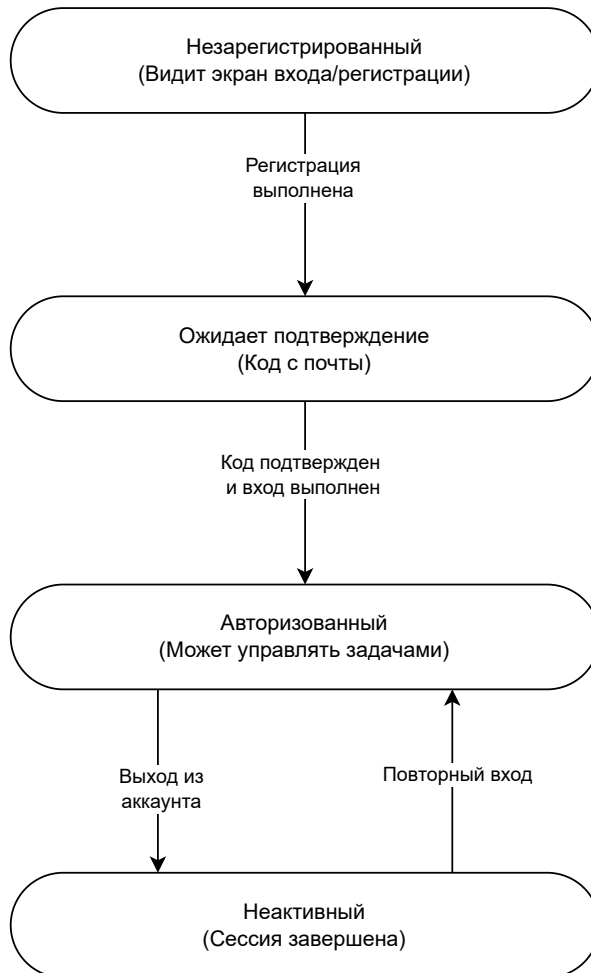 Незарегистрированный
(Видит экран входа/регистрации)
Регистрация
выполнена
Ожидает подтверждение
(Код с почты)
Код подтвержден
и вход выполнен
Авторизованный
(Может управлять задачами)
Выход из
аккаунта
Повторный вход
Неактивный
(Сессия завершена)